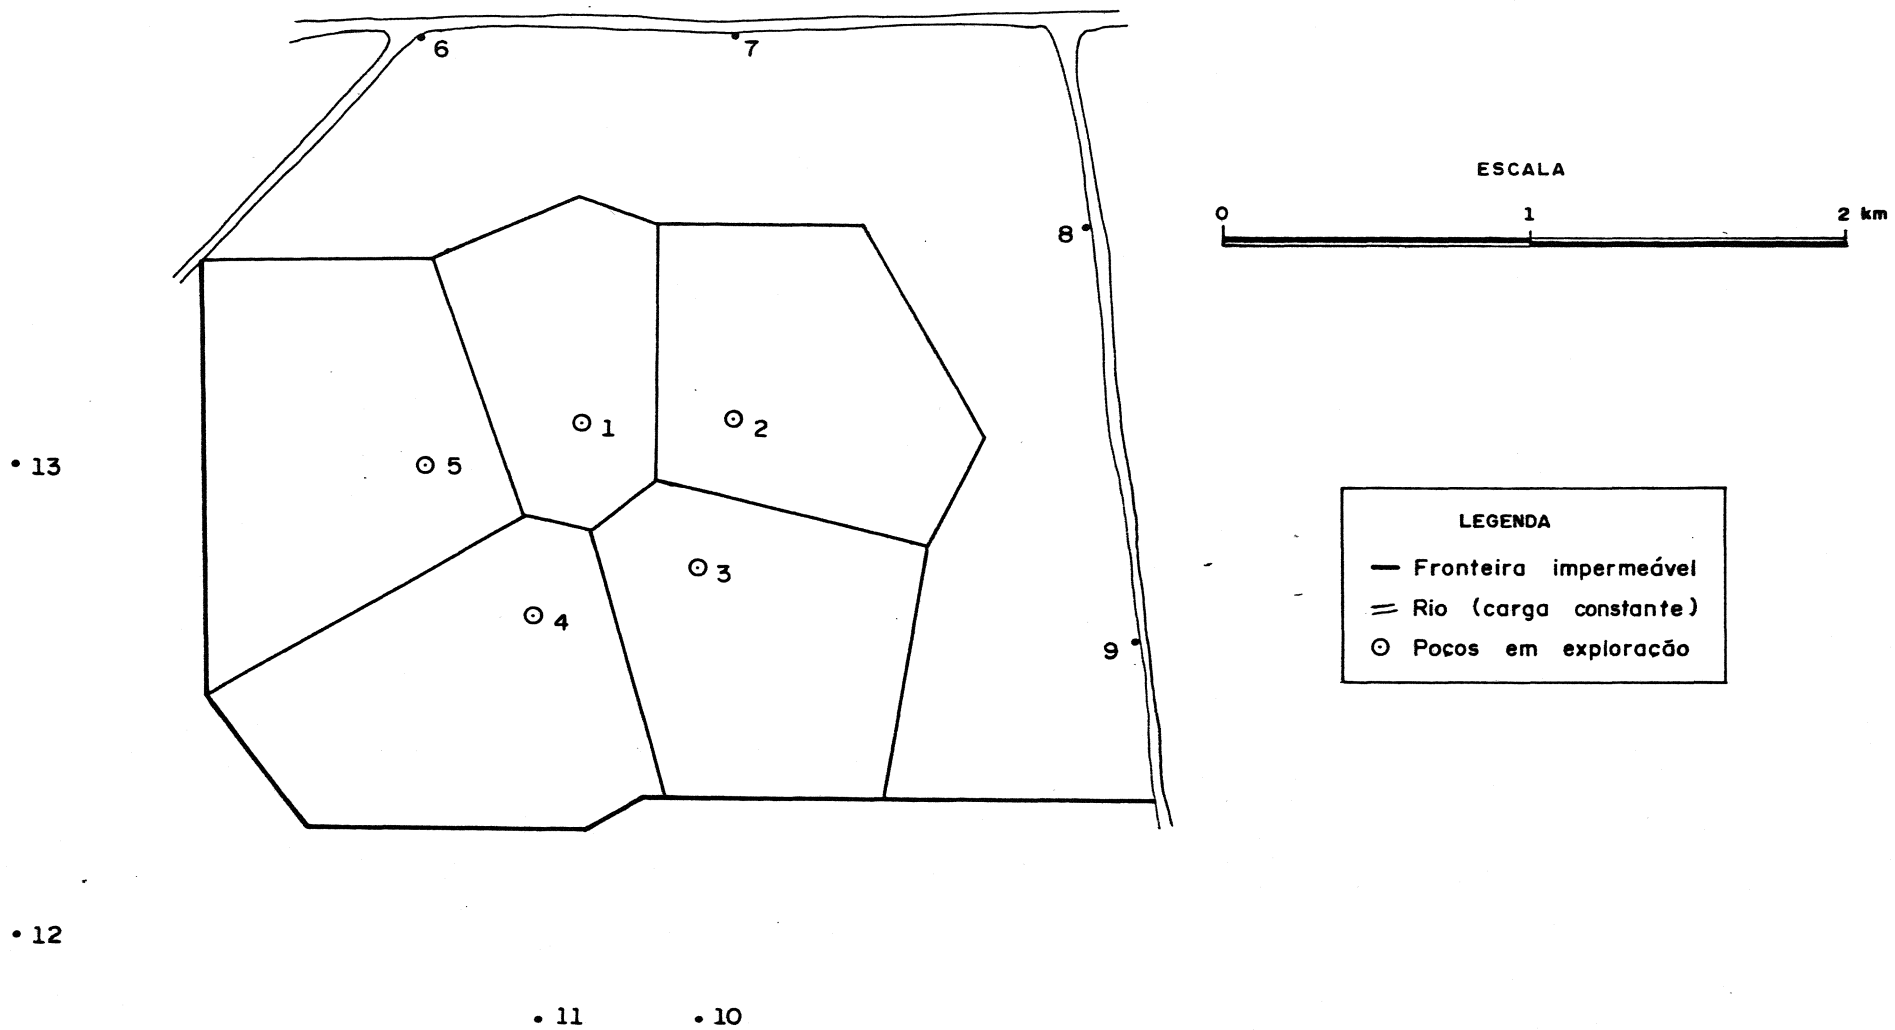 6
7
ESCALA
0 1 2 km
8
1
2
13
5
3
4
9
LEGENDA
Fronteira impermeável
Rio (carga constante)
Poços em exploração
12
11
10